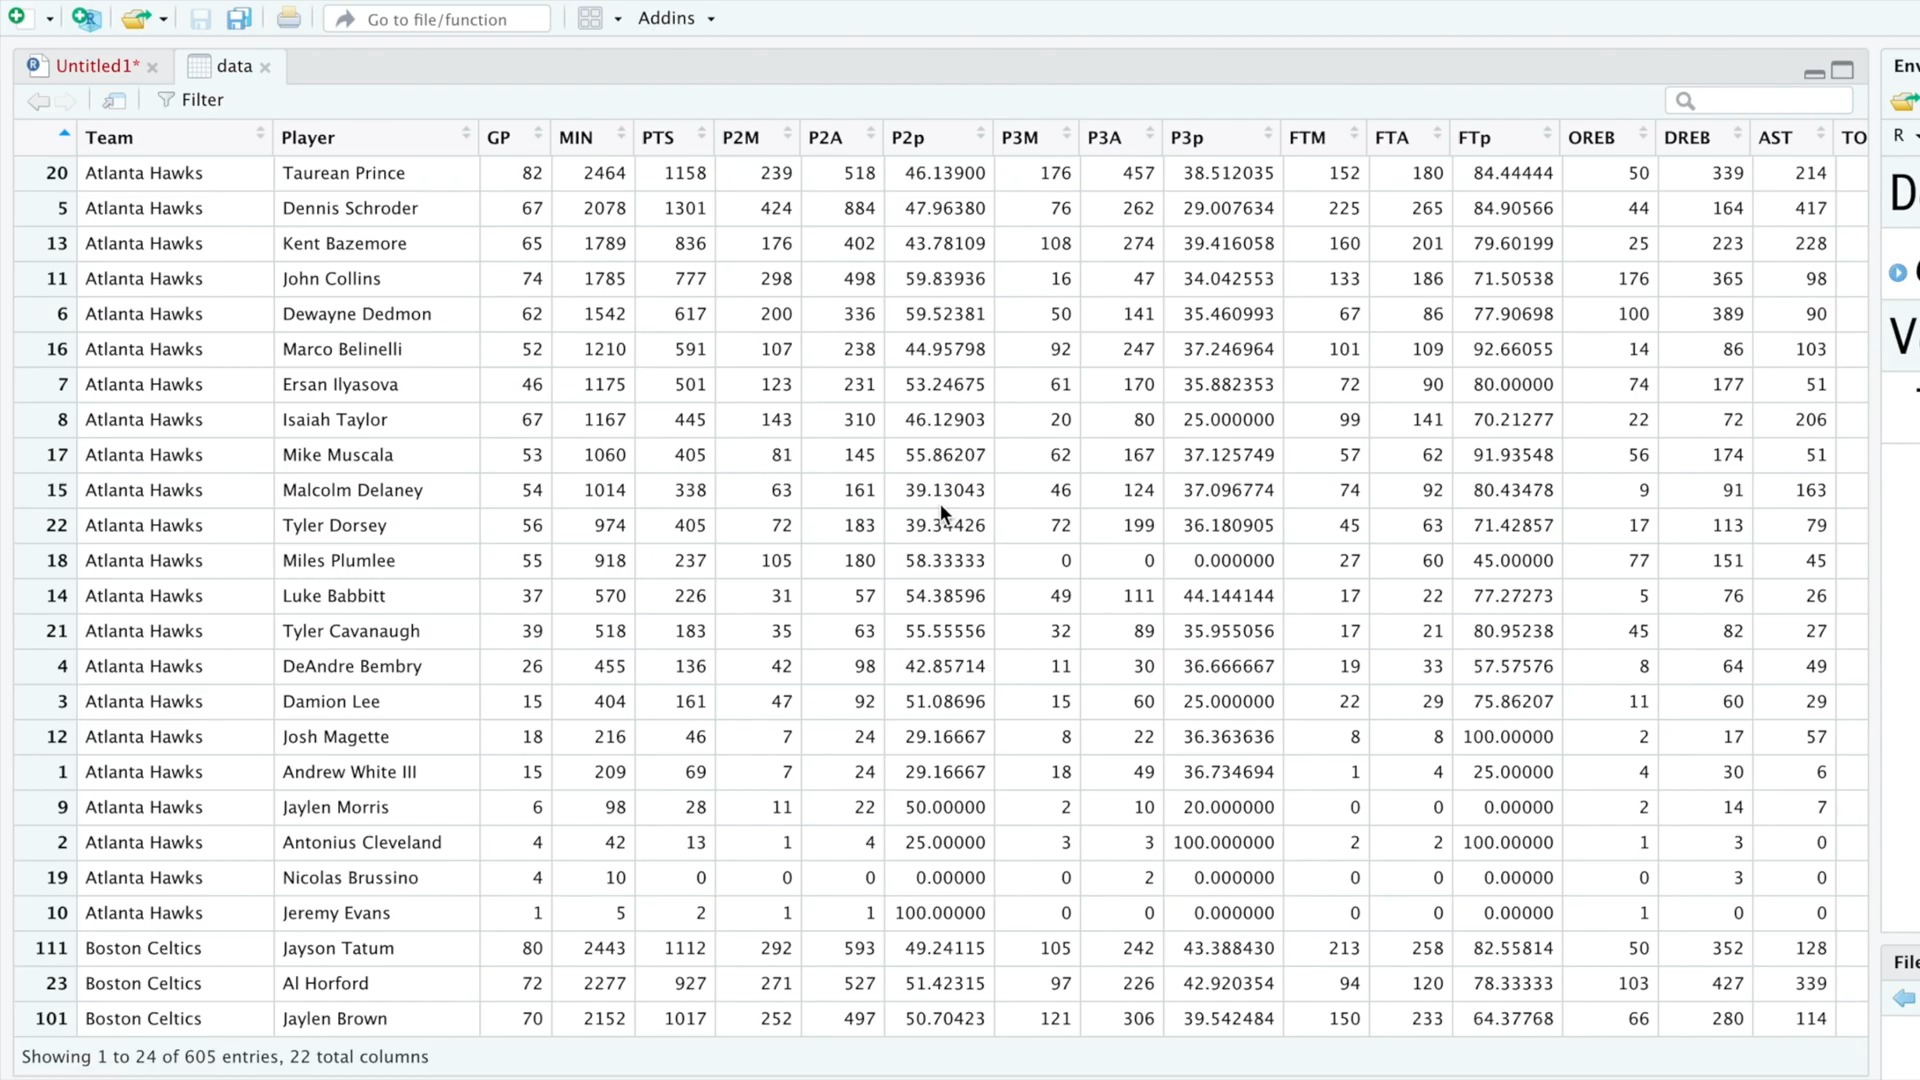 Go to file/function Addins
Untitled1* data
Filter
Team Player GP MIN PTS P2M P2A P2p P3M P3A P3p FTM FTA FTp OREB DREB AST TO
20 Atlanta Hawks Taurean Prince 82 2464 1158 239 518 46.13900 176 457 38.512035 152 180 84.44444 50 339 214
5 Atlanta Hawks Dennis Schroder 67 2078 1301 424 884 47.96380 76 262 29.007634 225 265 84.90566 44 164 417
13 Atlanta Hawks Kent Bazemore 65 1789 836 176 402 43.78109 108 274 39.416058 160 201 79.60199 25 223 228
11 Atlanta Hawks John Collins 74 1785 777 298 498 59.83936 16 47 34.042553 133 186 71.50538 176 365 98
6 Atlanta Hawks Dewayne Dedmon 62 1542 617 200 336 59.52381 50 141 35.460993 67 86 77.90698 100 389 90
16 Atlanta Hawks Marco Belinelli 52 1210 591 107 238 44.95798 92 247 37.246964 101 109 92.66055 14 86 103
7 Atlanta Hawks Ersan Ilyasova 46 1175 501 123 231 53.24675 61 170 35.882353 72 90 80.00000 74 177 51
8 Atlanta Hawks Isaiah Taylor 67 1167 445 143 310 46.12903 20 80 25.000000 99 141 70.21277 22 72 206
17 Atlanta Hawks Mike Muscala 53 1060 405 81 145 55.86207 62 167 37.125749 57 62 91.93548 56 174 51
15 Atlanta Hawks Malcolm Delaney 54 1014 338 63 161 39.13043 46 124 37.096774 74 92 80.43478 9 91 163
22 Atlanta Hawks Tyler Dorsey 56 974 405 72 183 39.34426 72 199 36.180905 45 63 71.42857 17 113 79
18 Atlanta Hawks Miles Plumlee 55 918 237 105 180 58.33333 0 0 0.000000 27 60 45.00000 77 151 45
14 Atlanta Hawks Luke Babbitt 37 570 226 31 57 54.38596 49 111 44.144144 17 22 77.27273 5 76 26
21 Atlanta Hawks Tyler Cavanaugh 39 518 183 35 63 55.55556 32 89 35.955056 17 21 80.95238 45 82 27
4 Atlanta Hawks DeAndre Bembry 26 455 136 42 98 42.85714 11 30 36.666667 19 33 57.57576 8 64 49
3 Atlanta Hawks Damion Lee 15 404 161 47 92 51.08696 15 60 25.000000 22 29 75.86207 11 60 29
12 Atlanta Hawks Josh Magette 18 216 46 7 24 29.16667 8 22 36.363636 8 8 100.00000 2 17 57
1 Atlanta Hawks Andrew White III 15 209 69 7 24 29.16667 18 49 36.734694 1 4 25.00000 4 30 6
9 Atlanta Hawks Jaylen Morris 6 98 28 11 22 50.00000 2 10 20.000000 0 0 0.00000 2 14 7
2 Atlanta Hawks Antonius Cleveland 4 42 13 1 4 25.00000 3 3 100.000000 2 2 100.00000 1 3 0
19 Atlanta Hawks Nicolas Brussino 4 10 0 0 0 0.00000 0 2 0.000000 0 0 0.00000 0 3 0
10 Atlanta Hawks Jeremy Evans 1 5 2 1 1 100.00000 0 0 0.000000 0 0 0.00000 1 0 0
111 Boston Celtics Jayson Tatum 80 2443 1112 292 593 49.24115 105 242 43.388430 213 258 82.55814 50 352 128
23 Boston Celtics Al Horford 72 2277 927 271 527 51.42315 97 226 42.920354 94 120 78.33333 103 427 339
101 Boston Celtics Jaylen Brown 70 2152 1017 252 497 50.70423 121 306 39.542484 150 233 64.37768 66 280 114
Showing 1 to 24 of 605 entries, 22 total columns
Env
R
D
V
File